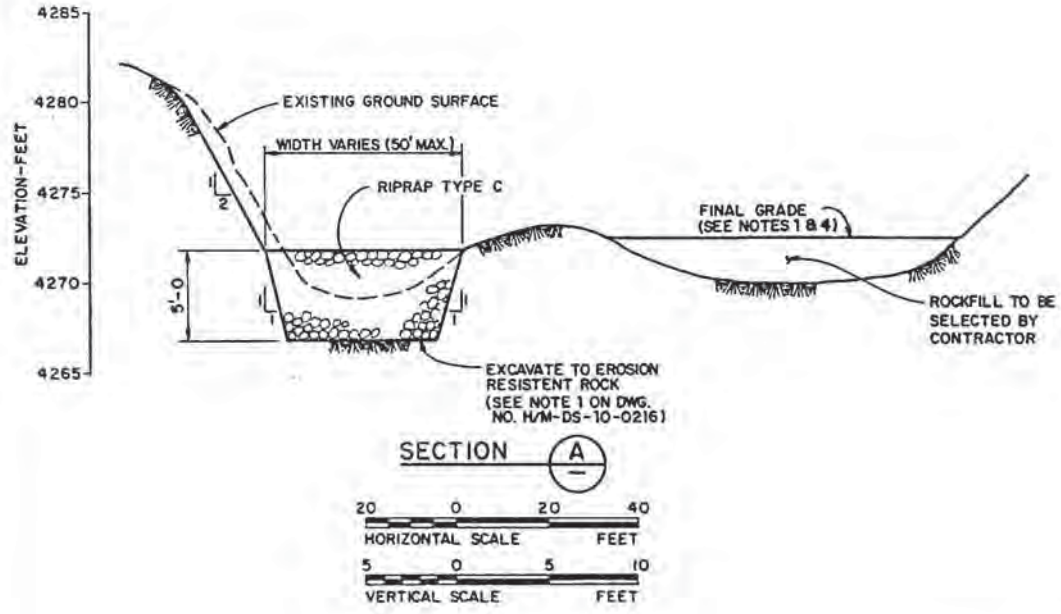 4285
EXISTING GROUND SURFACE
4280
WIDTH VARIES (50' MAX.)
ELEVATION-FEET
1
2
4275
RIPRAP TYPE C
FINAL GRADE
(SEE NOTES 1 & 4)
5'-0
4270
1
1
1
1
ROCKFILL TO BE
SELECTED BY
CONTRACTOR
4265
EXCAVATE TO EROSION
RESISTENT ROCK
(SEE NOTE 1 ON DWG.
NO. H/M-DS-10-0216)
SECTION A
20 0 20 40
HORIZONTAL SCALE FEET
5 0 5 10
VERTICAL SCALE FEET